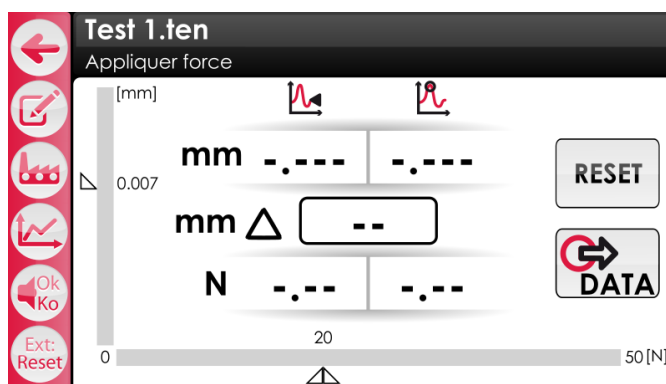 Test 1.ten
Appliquer force
[mm]
mm -.--- -.---
0.007
RESET
mm △ --
N -.-- -.--
DATA
Ok
Ko
20
Ext:
Reset
0
50 [N]